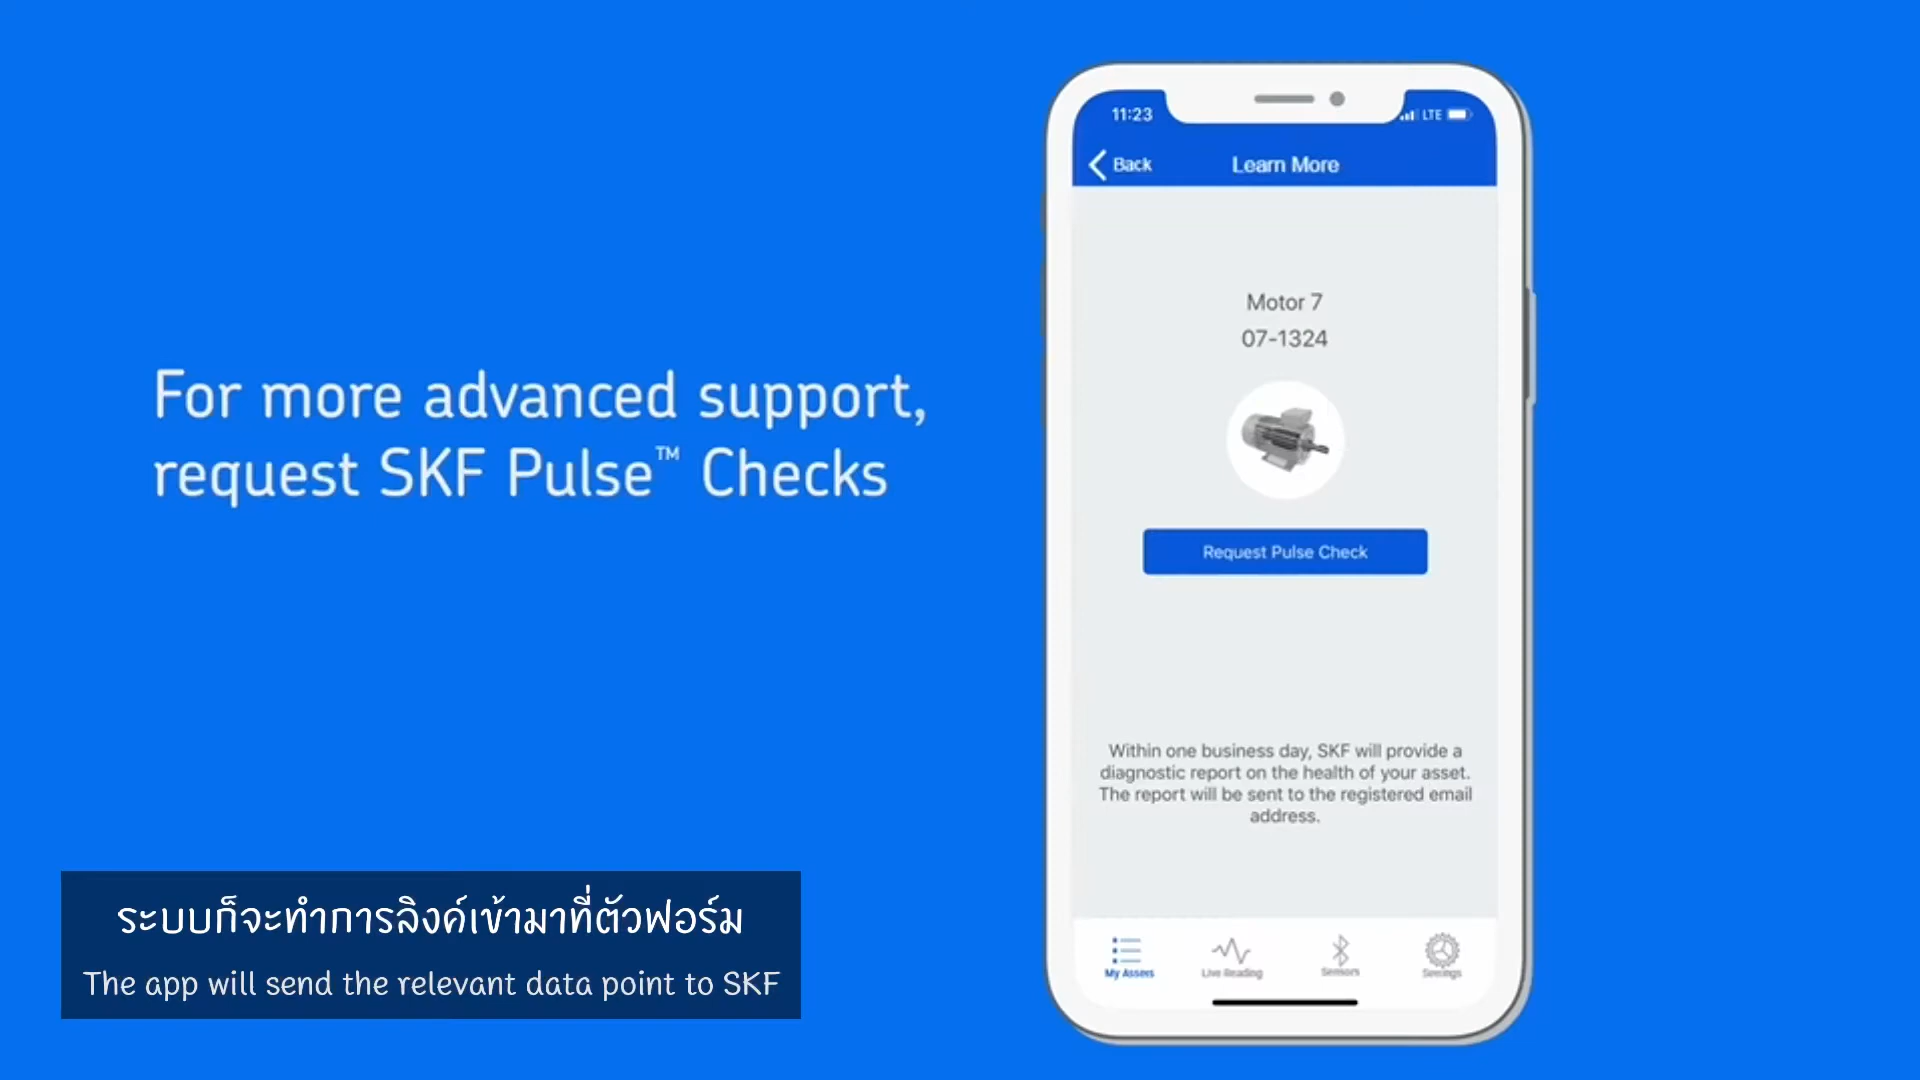 For more advanced support,
request SKF Pulse™ Checks
11:23
LTE
Back
Learn More
Motor 7
07-1324
Request Pulse Check
Within one business day, SKF will provide a
diagnostic report on the health of your asset.
The report will be sent to the registered email
address.
My Assets
Live Reading
Sensors
Settings
ระบบก็จะทำการลิงค์เข้ามาที่ตัวฟอร์ม
The app will send the relevant data point to SKF